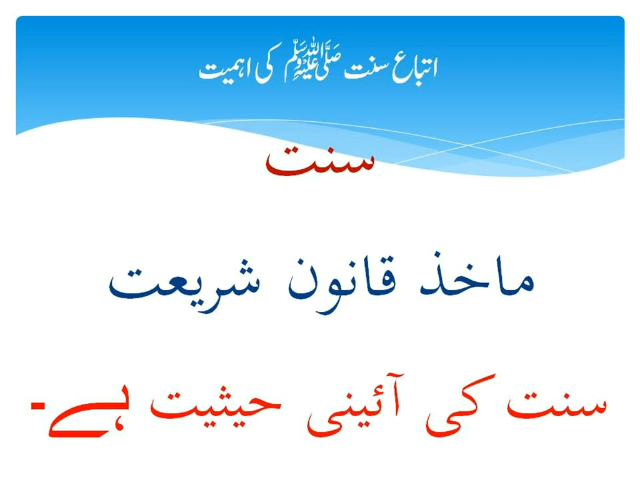 اتباع سنت ﷺ کی اہمیت
سنت
ماخذ قانون شریعت
سنت کی آئینی حیثیت ہے-